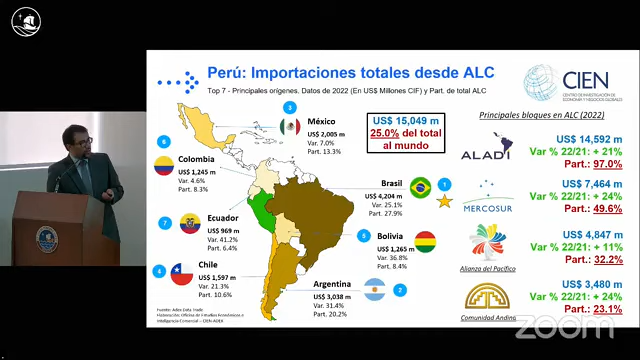 Perú: Importaciones totales desde ALC
Top 7 - Principales orígenes. Datos de 2022 (En US$ Millones CIF) y Part. de total ALC
CIEN
CENTRO DE INVESTIGACIÓN DE
ECONOMÍA Y NEGOCIOS GLOBALES
US$ 15,049 m
25.0% del total
al mundo
3
México
US$ 2,005 m
Var. 7.0%
Part. 13.3%
6
Colombia
US$ 1,245 m
Var. 4.6%
Part. 8.3%
Brasil
1
US$ 4,204 m
Var. 25.1%
Part. 27.9%
7
Ecuador
US$ 969 m
Var. 41.2%
Part. 6.4%
5
Bolivia
US$ 1,265 m
Var. 36.8%
Part. 8.4%
4
Chile
US$ 1,597 m
Var. 21.3%
Part. 10.6%
Argentina
2
US$ 3,038 m
Var. 31.4%
Part. 20.2%
Principales bloques en ALC (2022)
ALADI
US$ 14,592 m
Var % 22/21: + 21%
Part.: 97.0%
MERCOSUR
US$ 7,464 m
Var % 22/21: + 24%
Part.: 49.6%
Alianza del Pacífico
US$ 4,847 m
Var % 22/21: + 11%
Part.: 32.2%
Comunidad Andina
US$ 3,480 m
Var % 22/21: + 24%
Part.: 23.1%
Fuente: Adex Data Trade
Elaboración: Oficina de Estudios Económicos e
Inteligencia Comercial – CIEN-ADEX
zoom